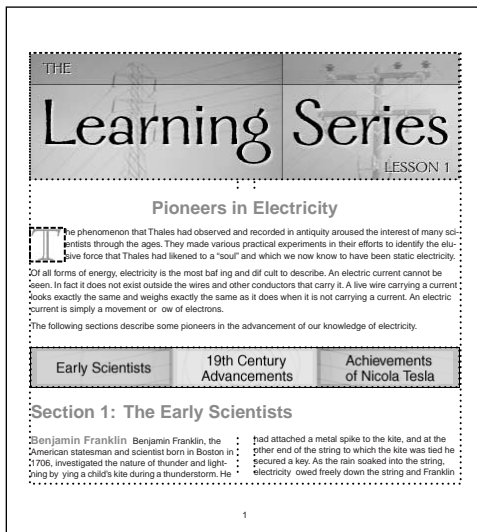 THE
Learning Series
LESSON 1
Pioneers in Electricity
The phenomenon that Thales had observed and recorded in antiquity aroused the interest of many sci-
entists through the ages. They made various practical experiments in their efforts to identify the elu-
sive force that Thales had likened to a “soul” and which we now know to have been static electricity.
Of all forms of energy, electricity is the most baf ing and dif cult to describe. An electric current cannot be
seen. In fact it does not exist outside the wires and other conductors that carry it. A live wire carrying a current
looks exactly the same and weighs exactly the same as it does when it is not carrying a current. An electric
current is simply a movement or ow of electrons.
The following sections describe some pioneers in the advancement of our knowledge of electricity.
Early Scientists
19th Century
Advancements
Achievements
of Nicola Tesla
Section 1: The Early Scientists
Benjamin Franklin Benjamin Franklin, the
American statesman and scientist born in Boston in
1706, investigated the nature of thunder and light-
ning by ying a child’s kite during a thunderstorm. He
had attached a metal spike to the kite, and at the
other end of the string to which the kite was tied he
secured a key. As the rain soaked into the string,
electricity owed freely down the string and Franklin
1